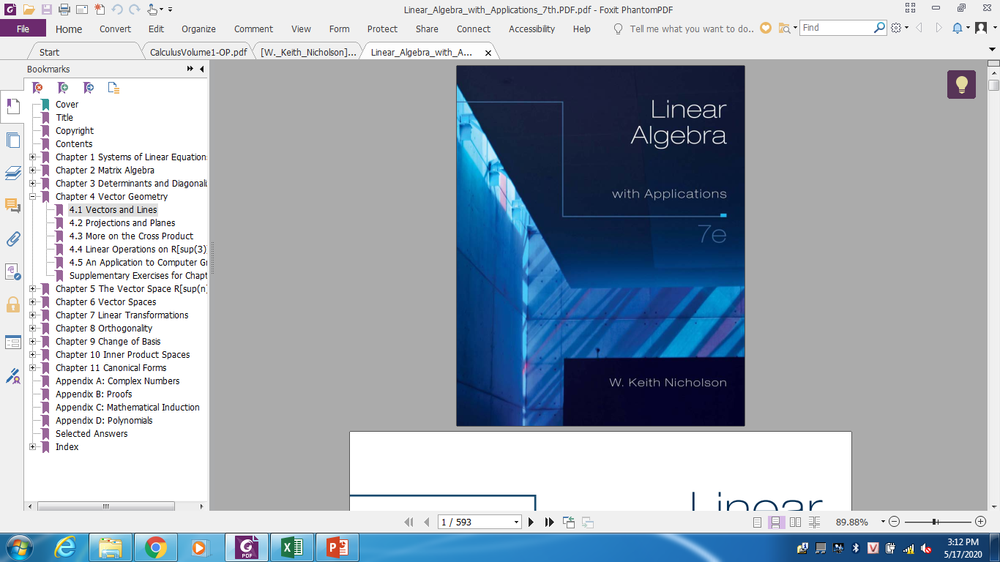 Linear_Algebra_with_Applications_7th.PDF.pdf - Foxit PhantomPDF
File Home Convert Edit Organize Comment View Form Protect Share Connect Accessibility Help Tell me what you want to do.. Find
Start CalculusVolume1-OP.pdf [W._Keith_Nicholson]... Linear_Algebra_with_A...
Bookmarks
Cover
Title
Copyright
Contents
Chapter 1 Systems of Linear Equation
Chapter 2 Matrix Algebra
Chapter 3 Determinants and Diagonali
Chapter 4 Vector Geometry
4.1 Vectors and Lines
4.2 Projections and Planes
4.3 More on the Cross Product
4.4 Linear Operations on R[sup(3)
4.5 An Application to Computer Gr
Supplementary Exercises for Chapt
Chapter 5 The Vector Space R[sup(n)
Chapter 6 Vector Spaces
Chapter 7 Linear Transformations
Chapter 8 Orthogonality
Chapter 9 Change of Basis
Chapter 10 Inner Product Spaces
Chapter 11 Canonical Forms
Appendix A: Complex Numbers
Appendix B: Proofs
Appendix C: Mathematical Induction
Appendix D: Polynomials
Selected Answers
Index
Linear
Algebra
with Applications
7e
W. Keith Nicholson
Linear
1 / 593
89.88%
PDF
3:12 PM
5/17/2020